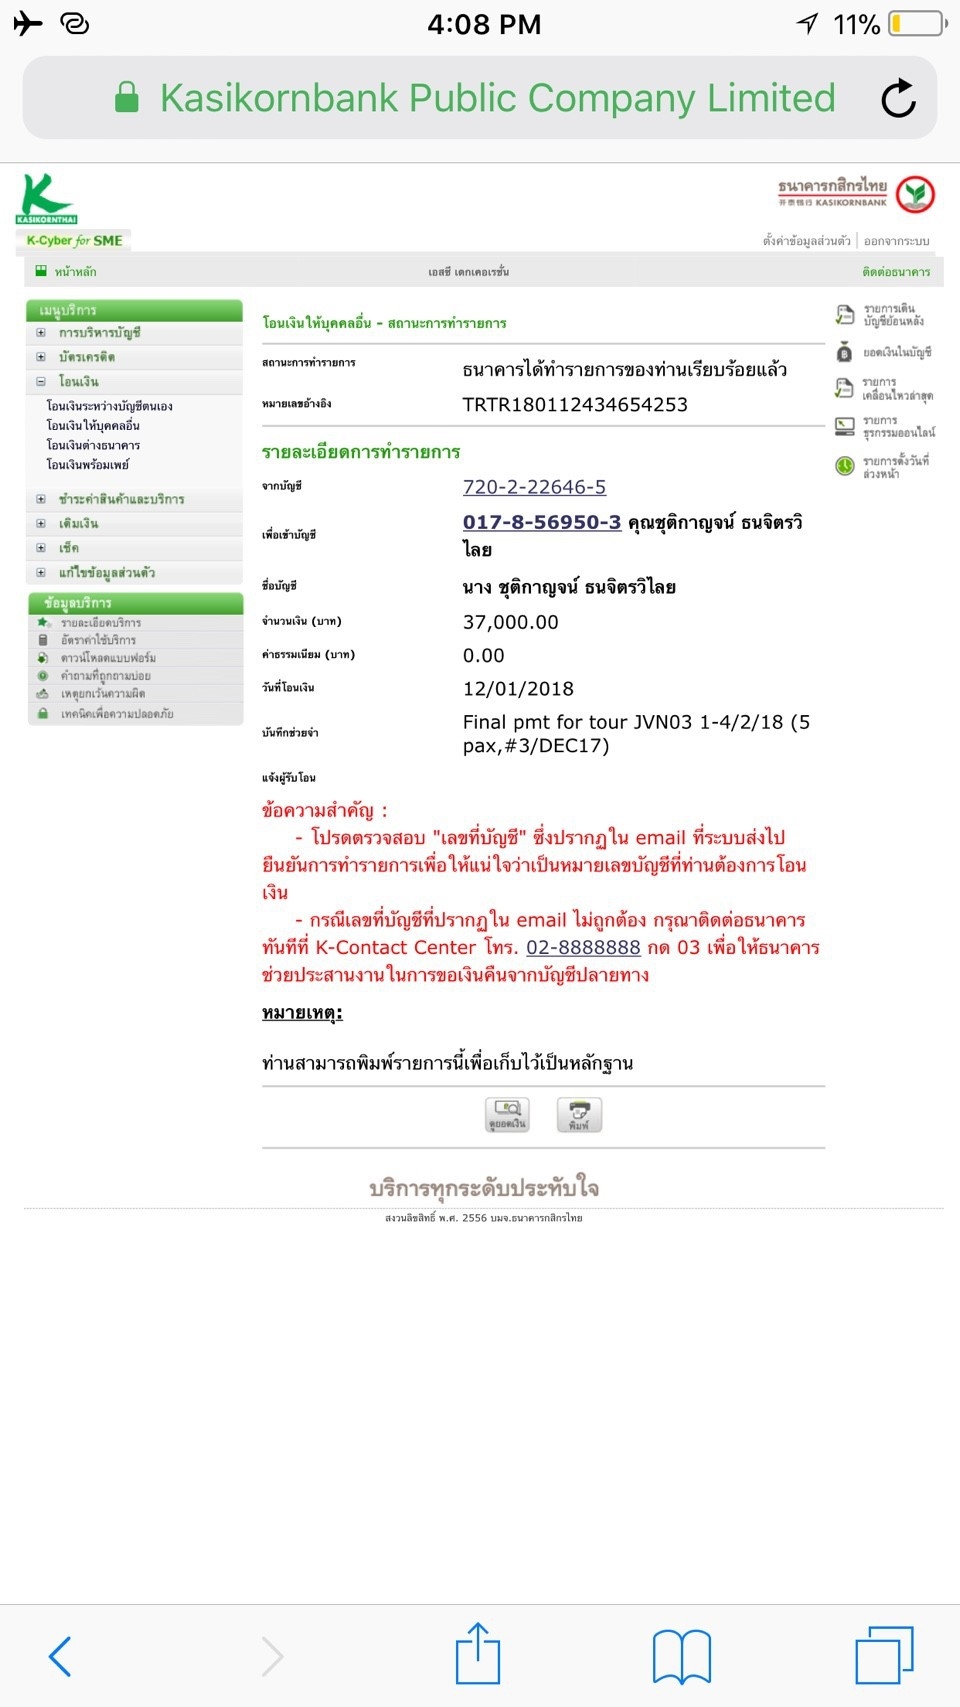 4:08 PM
11%
Kasikornbank Public Company Limited
KASIKORNTHAI
ธนาคารกสิกรไทย
开泰银行 KASIKORNBANK
K-Cyber for SME
ตั้งค่าข้อมูลส่วนตัว | ออกจากระบบ
หน้าหลัก
เอสซี เดกเคอเรชั่น
ติดต่อธนาคาร
เมนูบริการ
การบริหารบัญชี
บัตรเครดิต
โอนเงิน
โอนเงินระหว่างบัญชีตนเอง
โอนเงินให้บุคคลอื่น
โอนเงินต่างธนาคาร
โอนเงินพร้อมเพย์
ชำระค่าสินค้าและบริการ
เติมเงิน
เช็ค
แก้ไขข้อมูลส่วนตัว
ข้อมูลบริการ
รายละเอียดบริการ
อัตราค่าใช้บริการ
ดาวน์โหลดแบบฟอร์ม
คำถามที่ถูกถามบ่อย
เหตุยกเว้นความผิด
เทคนิคเพื่อความปลอดภัย
โอนเงินให้บุคคลอื่น - สถานะการทำรายการ
สถานะการทำรายการ ธนาคารได้ทำรายการของท่านเรียบร้อยแล้ว
หมายเลขอ้างอิง TRTR180112434654253
รายละเอียดการทำรายการ
จากบัญชี 720-2-22646-5
เพื่อเข้าบัญชี 017-8-56950-3 คุณชุติกาญจน์ ธนจิตรวิ
ไลย
ชื่อบัญชี นาง ชุติกาญจน์ ธนจิตรวิไลย
จำนวนเงิน (บาท) 37,000.00
ค่าธรรมเนียม (บาท) 0.00
วันที่โอนเงิน 12/01/2018
บันทึกช่วยจำ Final pmt for tour JVN03 1-4/2/18 (5
pax,#3/DEC17)
แจ้งผู้รับโอน
ข้อความสำคัญ :
- โปรดตรวจสอบ "เลขที่บัญชี" ซึ่งปรากฏใน email ที่ระบบส่งไป
ยืนยันการทำรายการเพื่อให้แน่ใจว่าเป็นหมายเลขบัญชีที่ท่านต้องการโอน
เงิน
- กรณีเลขที่บัญชีที่ปรากฏใน email ไม่ถูกต้อง กรุณาติดต่อธนาคาร
ทันทีที่ K-Contact Center โทร. 02-8888888 กด 03 เพื่อให้ธนาคาร
ช่วยประสานงานในการขอเงินคืนจากบัญชีปลายทาง
หมายเหตุ:
ท่านสามารถพิมพ์รายการนี้เพื่อเก็บไว้เป็นหลักฐาน
ดูยอดเงิน
พิมพ์
รายการเดิน
บัญชีย้อนหลัง
ยอดเงินในบัญชี
รายการ
เคลื่อนไหวล่าสุด
รายการ
ธุรกรรมออนไลน์
รายการตั้งวันที่
ล่วงหน้า
บริการทุกระดับประทับใจ
สงวนลิขสิทธิ์ พ.ศ. 2556 บมจ.ธนาคารกสิกรไทย